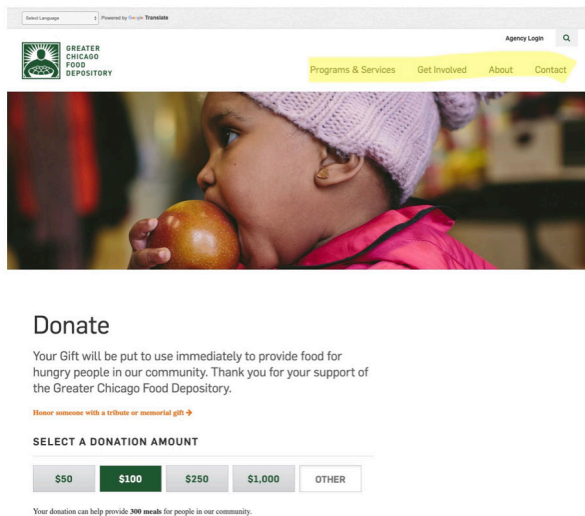 Select Language Powered by Google Translate
Agency Login
GREATER
CHICAGO
FOOD
DEPOSITORY
Programs & Services Get Involved About Contact
Donate
Your Gift will be put to use immediately to provide food for
hungry people in our community. Thank you for your support of
the Greater Chicago Food Depository.
Honor someone with a tribute or memorial gift →
SELECT A DONATION AMOUNT
$50 $100 $250 $1,000 OTHER
Your donation can help provide 300 meals for people in our community.